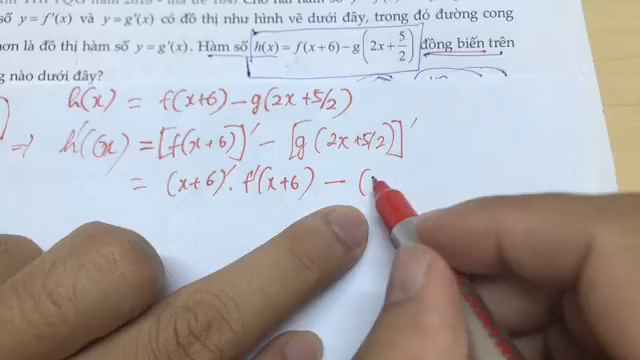 số y = f'(x) và y = g'(x) có đồ thị như hình vẽ dưới đây, trong đó đường cong
hơn là đồ thị hàm số y = g'(x). Hàm số h(x) = f(x+6) − g(2x + 5/2) đồng biến trên
g nào dưới đây?
h(x) = f(x+6) − g(2x+5/2)
⇒ h'(x) = [f(x+6)]' − [g(2x+5/2)]'
= (x+6)'. f'(x+6) − (